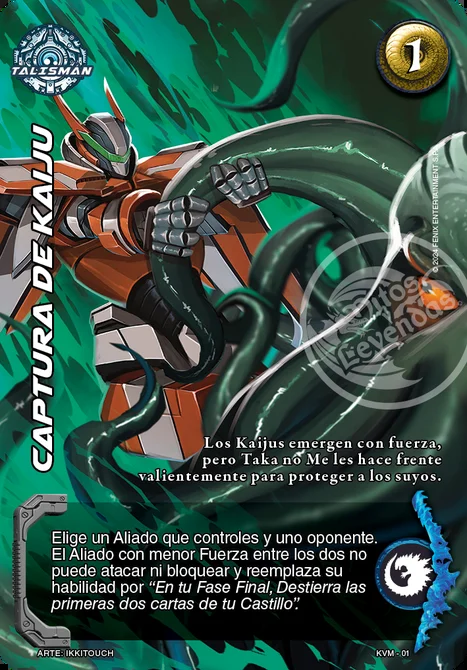 TALISMAN
1
CAPTURA DE KAIJU
© 2024 FENIX ENTERTAINMENT S.A.
Mitos
y
Leyendas
Los Kaijus emergen con fuerza,
pero Taka no Me les hace frente
valientemente para proteger a los suyos.
Elige un Aliado que controles y uno oponente.
El Aliado con menor Fuerza entre los dos no
puede atacar ni bloquear y reemplaza su
habilidad por “En tu Fase Final, Destierra las
primeras dos cartas de tu Castillo”.
ARTE: IKKITOUCH
KVM - 01